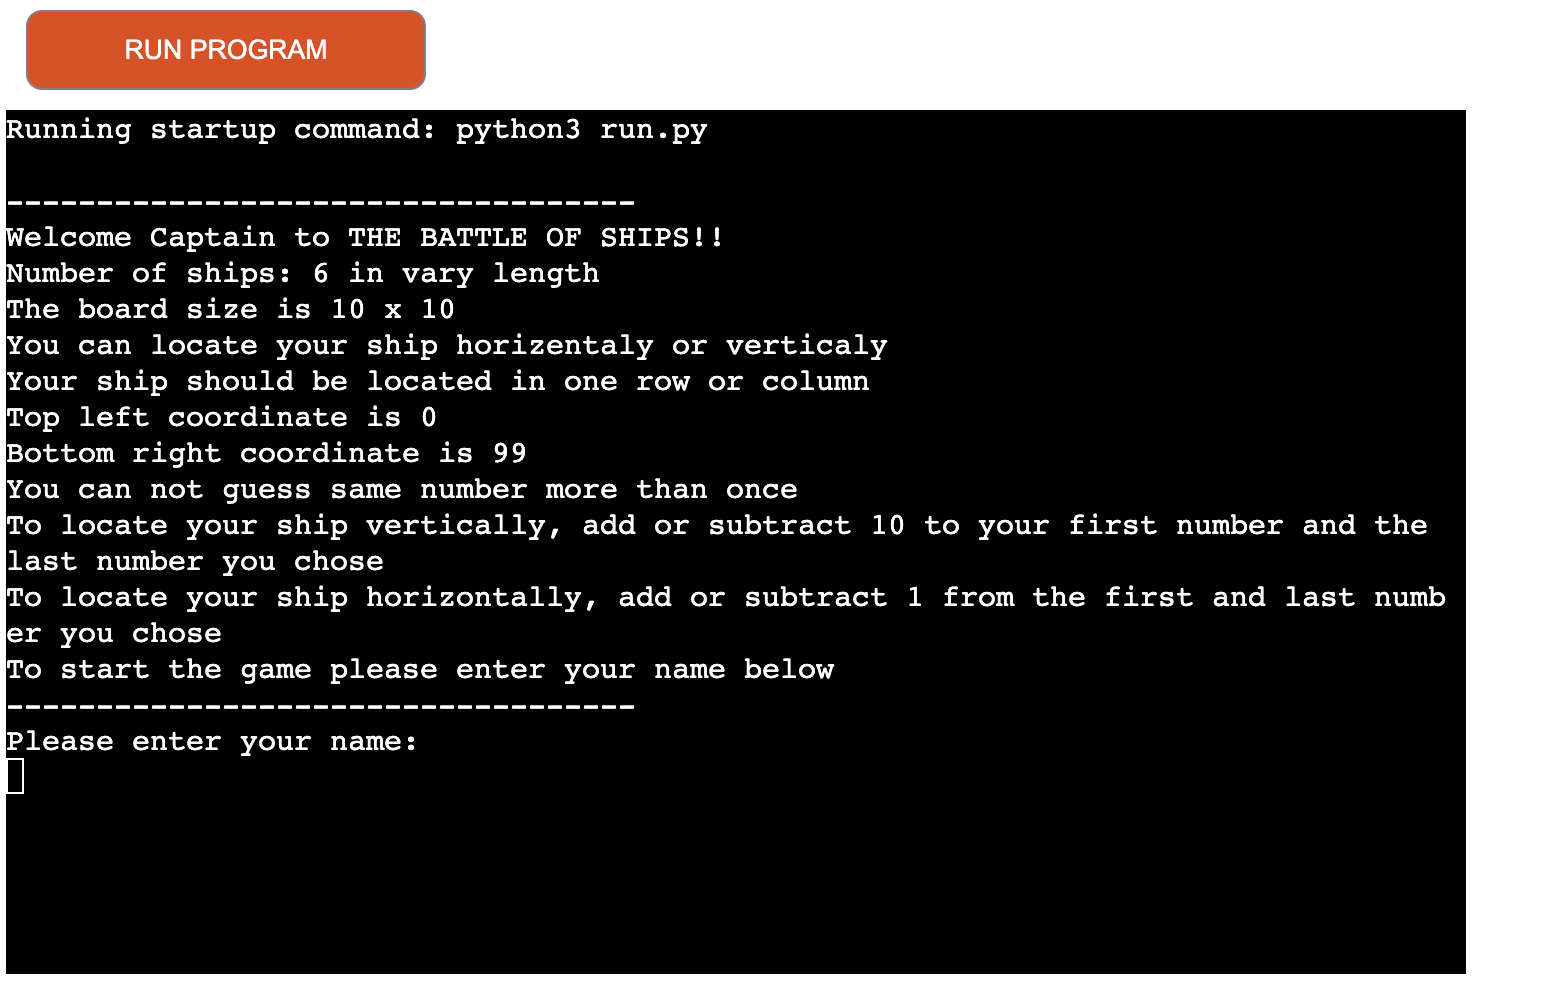 RUN PROGRAM
Running startup command: python3 run.py
-----------------------------------
Welcome Captain to THE BATTLE OF SHIPS!!
Number of ships: 6 in vary length
The board size is 10 x 10
You can locate your ship horizentaly or verticaly
Your ship should be located in one row or column
Top left coordinate is 0
Bottom right coordinate is 99
You can not guess same number more than once
To locate your ship vertically, add or subtract 10 to your first number and the
last number you chose
To locate your ship horizontally, add or subtract 1 from the first and last numb
er you chose
To start the game please enter your name below
-----------------------------------
Please enter your name: